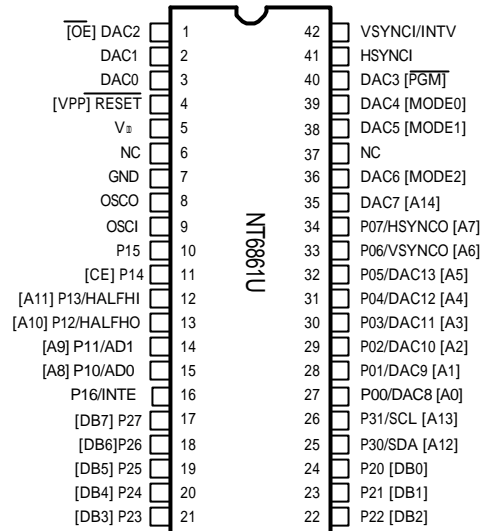 [OE] DAC2 1 42 VSYNCI/INTV
DAC1 2 41 HSYNCI
DAC0 3 40 DAC3 [PGM]
[VPP] RESET 4 39 DAC4 [MODE0]
5 38 DAC5 [MODE1]
NC 6 37 NC
GND 7 36 DAC6 [MODE2]
OSCO 8 35 DAC7 [A14]
OSCI 9 34 P07/HSYNCO [A7]
P15 10 33 P06/VSYNCO [A6]
[CE] P14 11 32 P05/DAC13 [A5]
[A11] P13/HALFHI 12 31 P04/DAC12 [A4]
[A10] P12/HALFHO 13 30 P03/DAC11 [A3]
[A9] P11/AD1 14 29 P02/DAC10 [A2]
[A8] P10/AD0 15 28 P01/DAC9 [A1]
P16/INTE 16 27 P00/DAC8 [A0]
[DB7] P27 17 26 P31/SCL [A13]
[DB6]P26 18 25 P30/SDA [A12]
[DB5] P25 19 24 P20 [DB0]
[DB4] P24 20 23 P21 [DB1]
[DB3] P23 21 22 P22 [DB2]
NT6861U